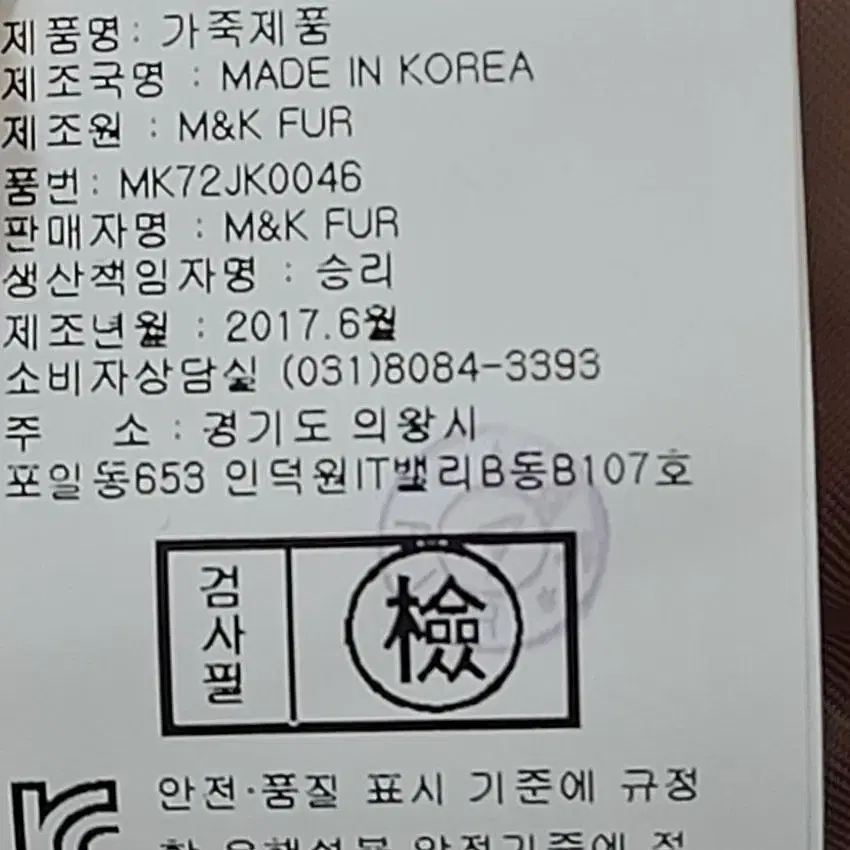 제품명: 가죽제품
제조국명 : MADE IN KOREA
제조원 : M&K FUR
품번: MK72JK0046
판매자명 : M&K FUR
생산책임자명 : 승리
제조년월 : 2017.6월
소비자상담실 (031)8084-3393
주 소 : 경기도 의왕시
포일동653 인덕원IT밸리B동B107호
검사필
檢
안전·품질 표시 기준에 규정